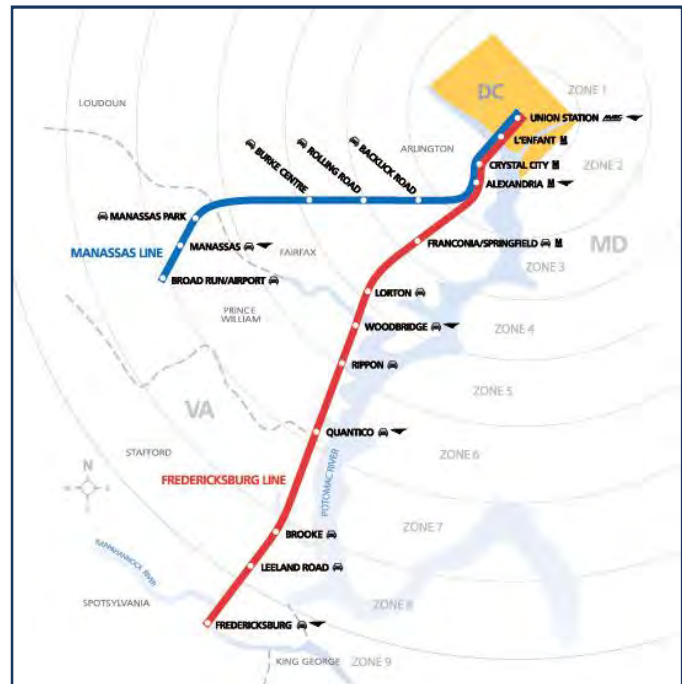 LOUDOUN
DC
ZONE 1
UNION STATION
L'ENFANT M
ARLINGTON
BACKLICK ROAD
ROLLING ROAD
BURKE CENTRE
CRYSTAL CITY M
ZONE 2
ALEXANDRIA M
MANASSAS PARK
MANASSAS
MANASSAS LINE
FAIRFAX
FRANCONIA/SPRINGFIELD M
MD
ZONE 3
BROAD RUN/AIRPORT
LORTON
PRINCE
WILLIAM
WOODBRIDGE
ZONE 4
RIPPON
ZONE 5
VA
QUANTICO
STAFFORD
ZONE 6
N
FREDERICKSBURG LINE
POTOMAC RIVER
ZONE 7
BROOKE
RAPPAHANNOCK RIVER
LEELAND ROAD
SPOTSYLVANIA
ZONE 8
FREDERICKSBURG
KING GEORGE
ZONE 9